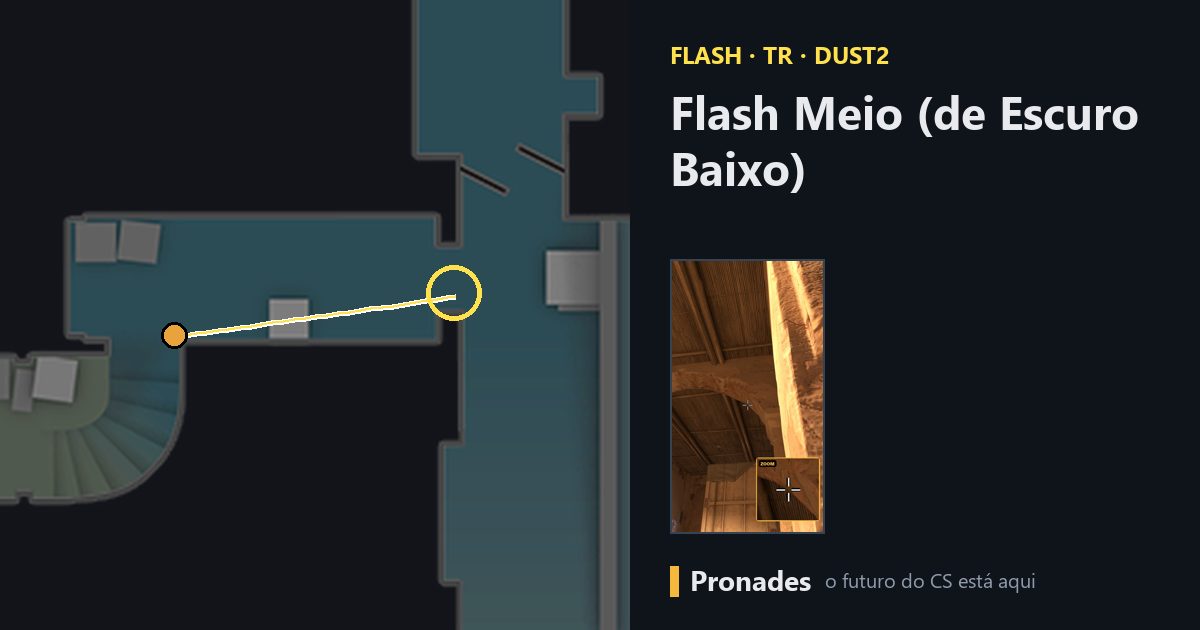 FLASH · TR · DUST2
Flash Meio (de Escuro
Baixo)
ZOOM
Pronades o futuro do CS está aqui